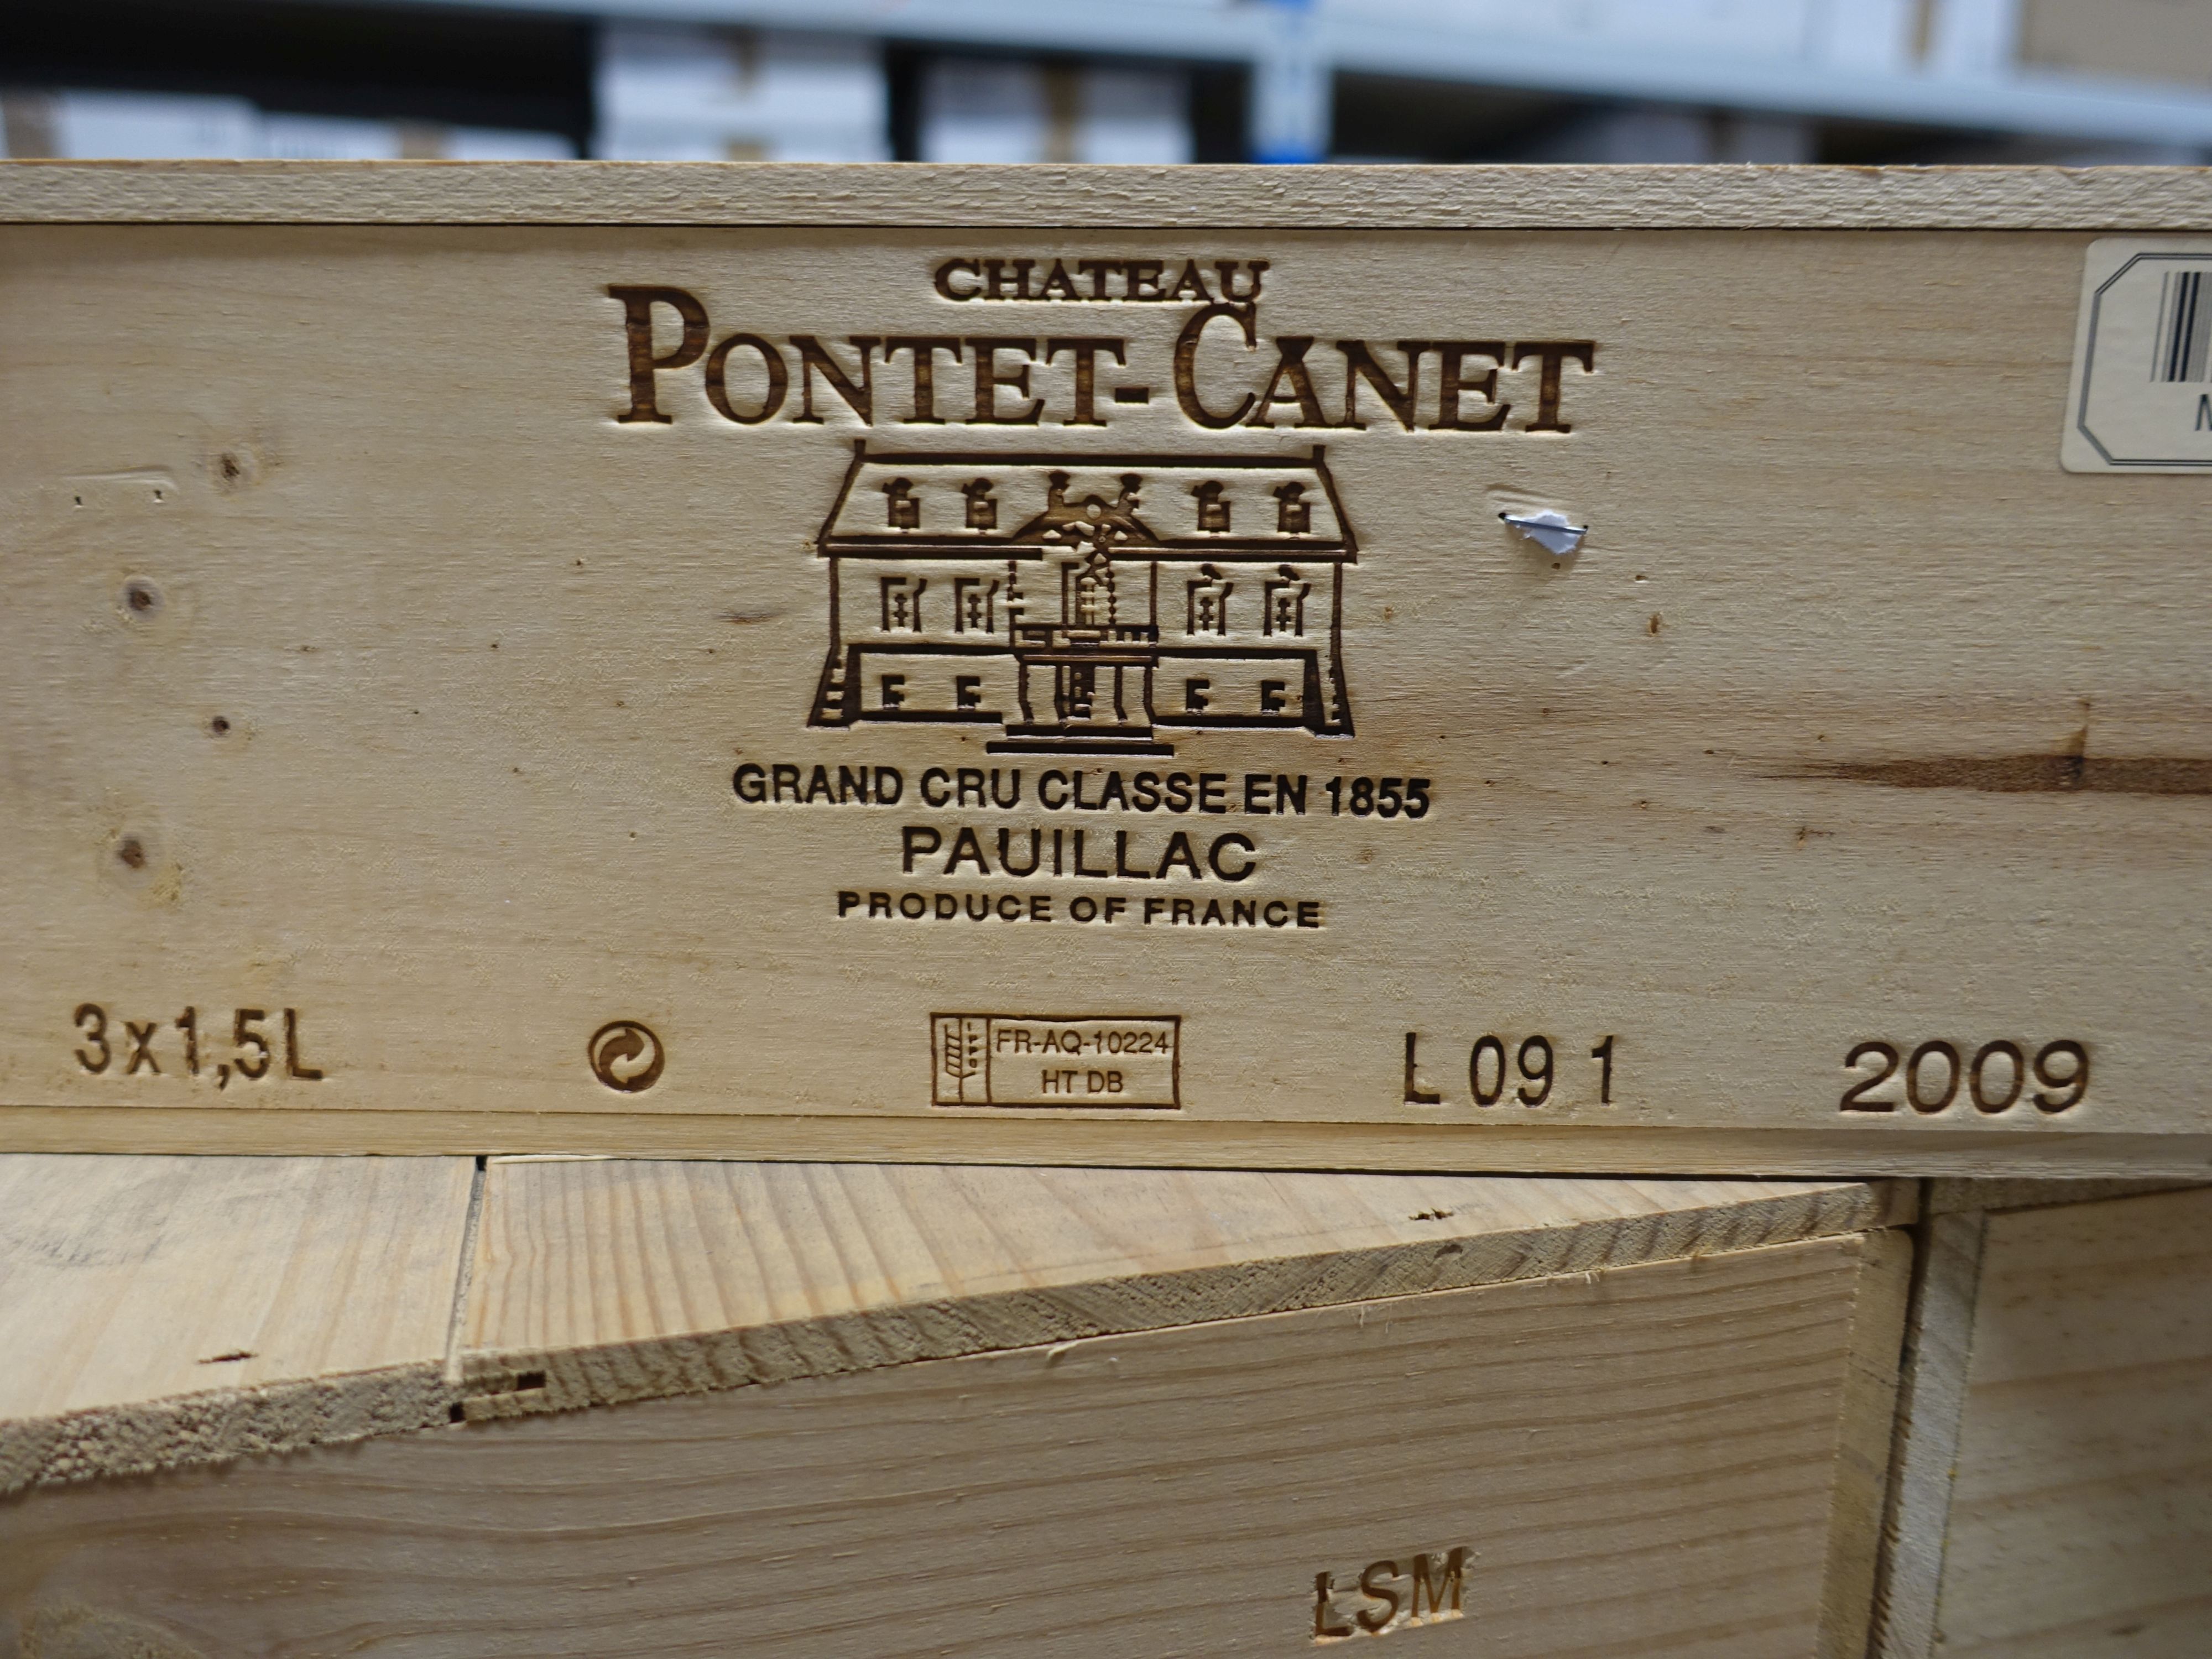 CHATEAU
PONTET-CANET
GRAND CRU CLASSE EN 1855
PAUILLAC
PRODUCE OF FRANCE
3x1,5L
FR-AQ-10224
HT DB
L 09 1
2009
LSM